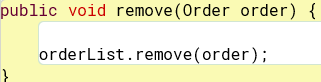 public void remove(Order order) {
orderList.remove(order);
}